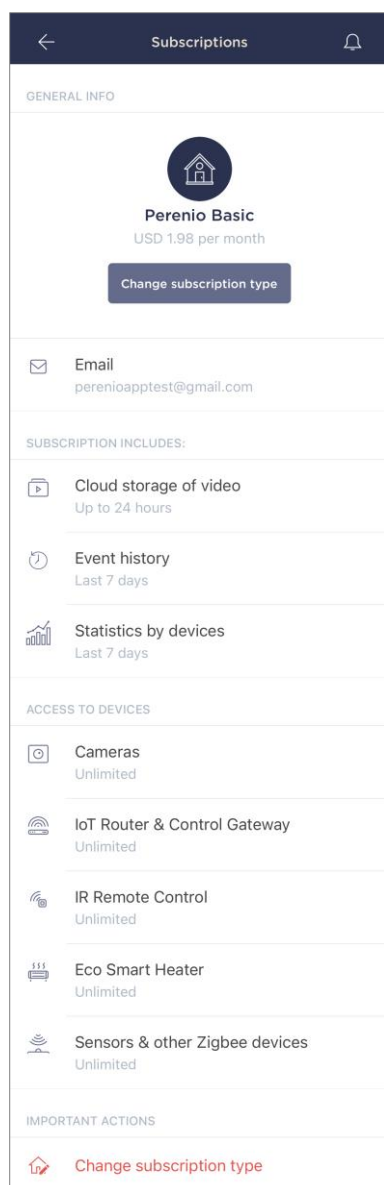 Subscriptions
GENERAL INFO
Perenio Basic
USD 1.98 per month
Change subscription type
Email
perenioapptest@gmail.com
SUBSCRIPTION INCLUDES:
Cloud storage of video
Up to 24 hours
Event history
Last 7 days
Statistics by devices
Last 7 days
ACCESS TO DEVICES
Cameras
Unlimited
IoT Router & Control Gateway
Unlimited
IR Remote Control
Unlimited
Eco Smart Heater
Unlimited
Sensors & other Zigbee devices
Unlimited
IMPORTANT ACTIONS
Change subscription type